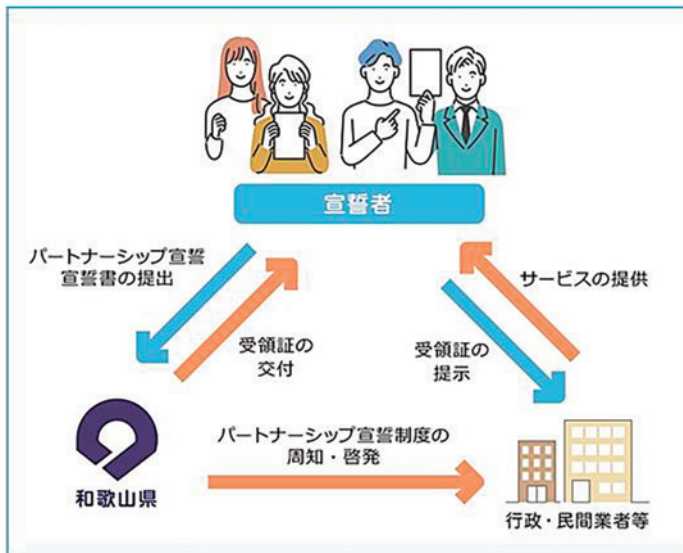 宣誓者
パートナーシップ宣誓
宣誓書の提出
受領証の
交付
サービスの提供
受領証の
提示
和歌山県
パートナーシップ宣誓制度の
周知・啓発
行政・民間業者等